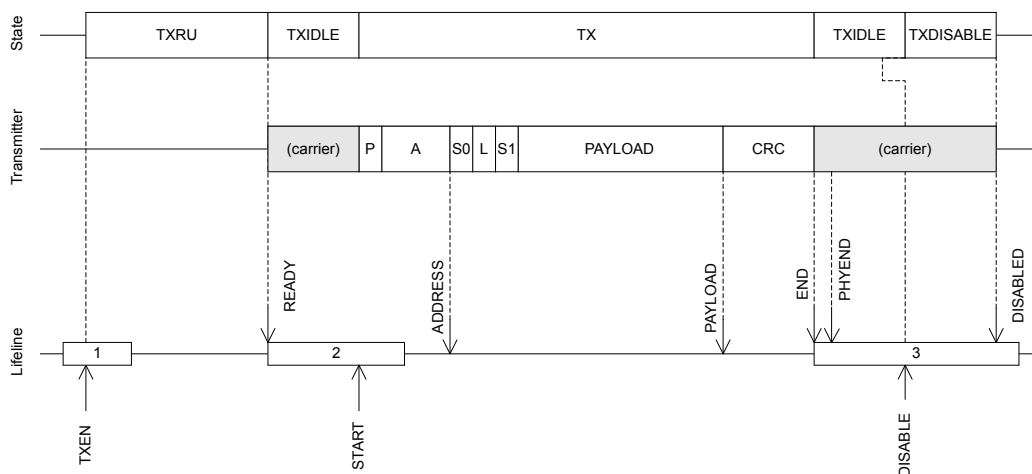 State
TXRU
TXIDLE
TX
TXIDLE
TXDISABLE
Transmitter
(carrier)
P
A
S0
L
S1
PAYLOAD
CRC
(carrier)
READY
ADDRESS
PAYLOAD
END
PHYEND
DISABLED
Lifeline
1
2
3
TXEN
START
DISABLE